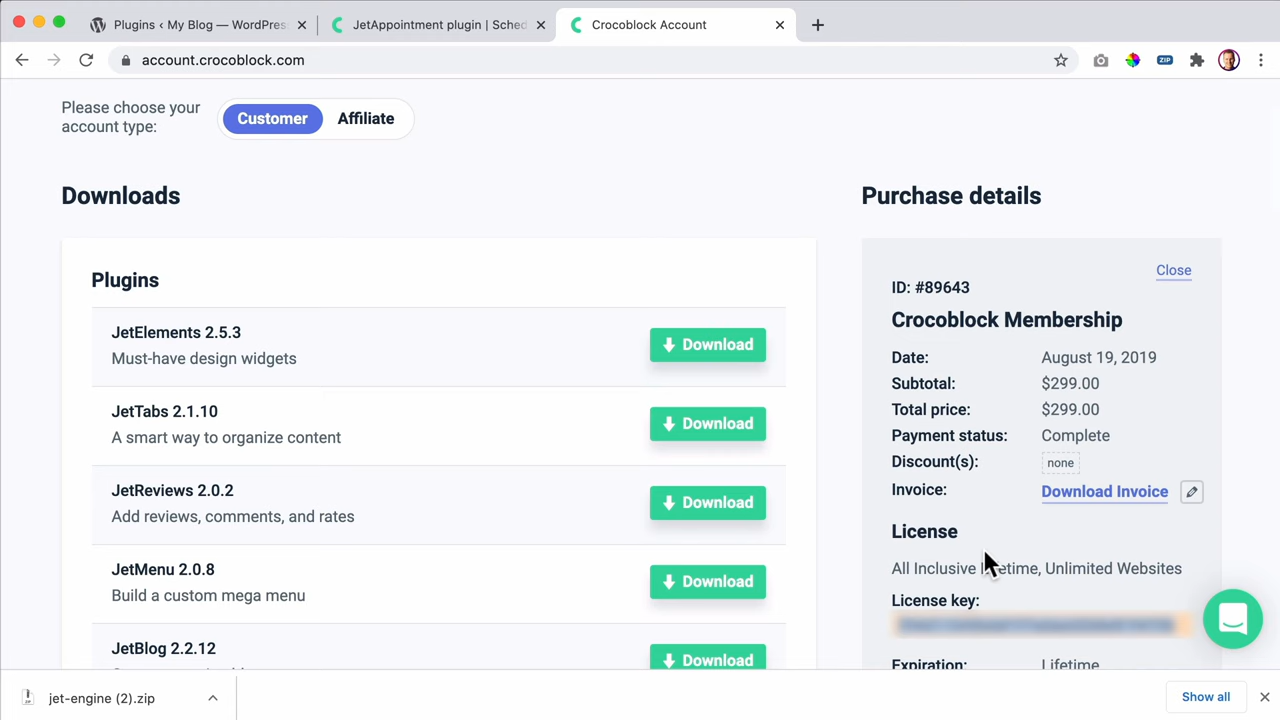 Plugins ‹ My Blog — WordPres
JetAppointment plugin | Sched
Crocoblock Account
account.crocoblock.com
ZIP
Please choose your
account type:
Customer
Affiliate
Downloads
Purchase details
Plugins
JetElements 2.5.3
Must-have design widgets
Download
JetTabs 2.1.10
A smart way to organize content
Download
JetReviews 2.0.2
Add reviews, comments, and rates
Download
JetMenu 2.0.8
Build a custom mega menu
Download
JetBlog 2.2.12
Download
Close
ID: #89643
Crocoblock Membership
Date: August 19, 2019
Subtotal: $299.00
Total price: $299.00
Payment status: Complete
Discount(s): none
Invoice: Download Invoice
License
All Inclusive Lifetime, Unlimited Websites
License key:
Expiration: Lifetime
jet-engine (2).zip
Show all